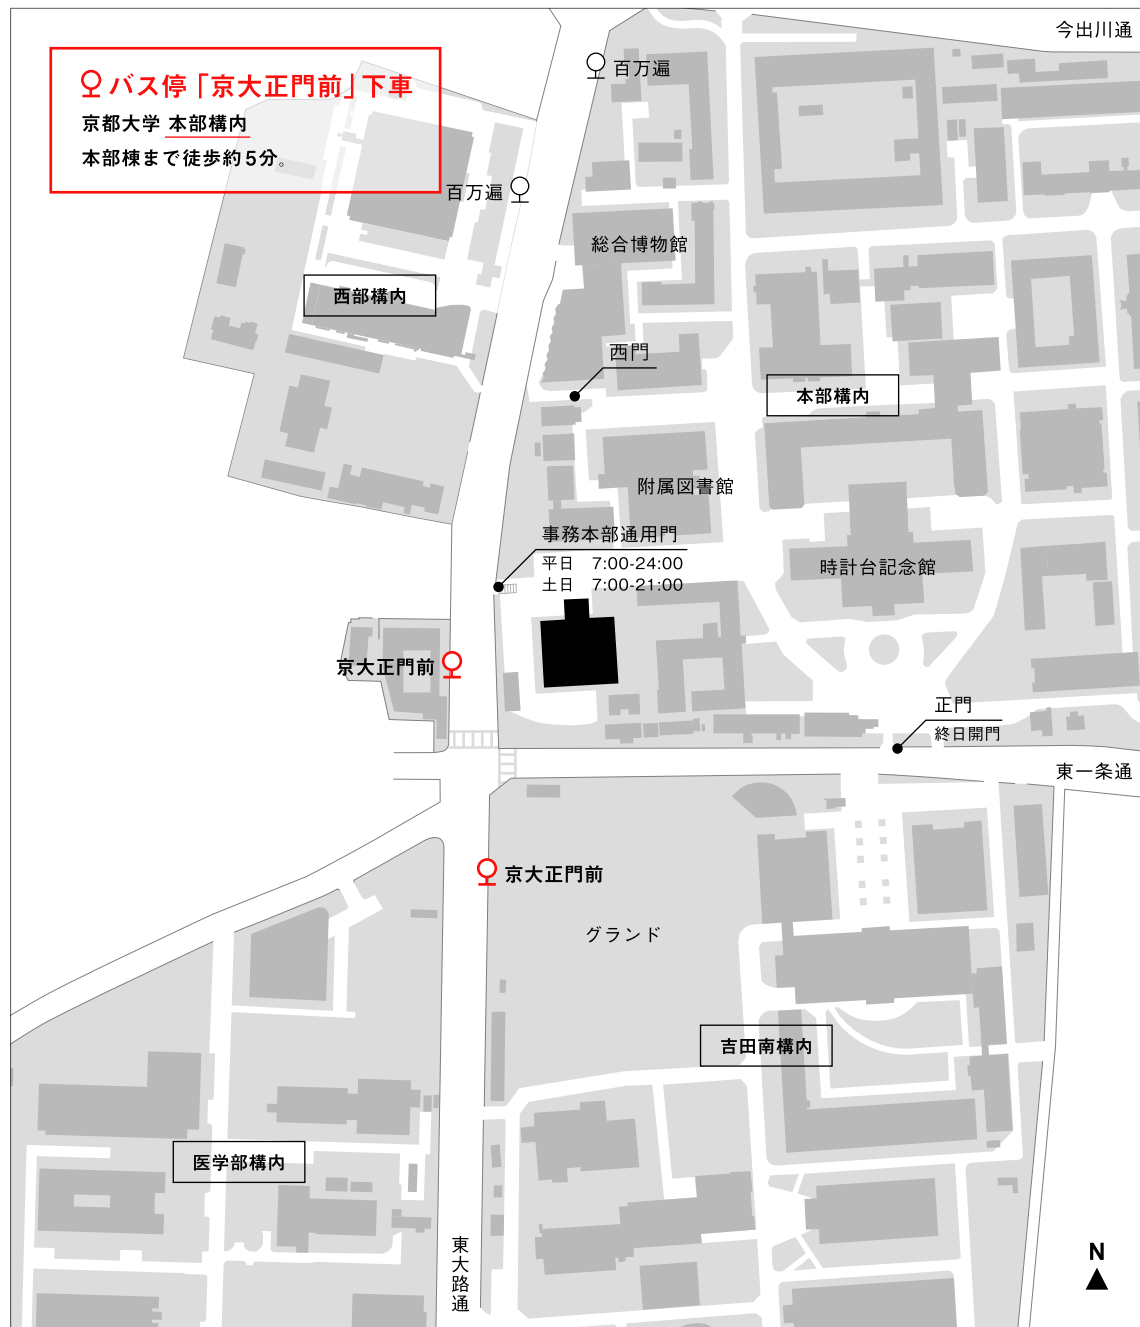 今出川通
バス停「京大正門前」下車
京都大学 本部構内
本部棟まで徒歩約5分。
百万遍
百万遍
総合博物館
西部構内
西門
本部構内
附属図書館
事務本部通用門
平日 7:00-24:00
土日 7:00-21:00
時計台記念館
京大正門前
正門
終日開門
東一条通
京大正門前
グランド
吉田南構内
医学部構内
東大路通
N